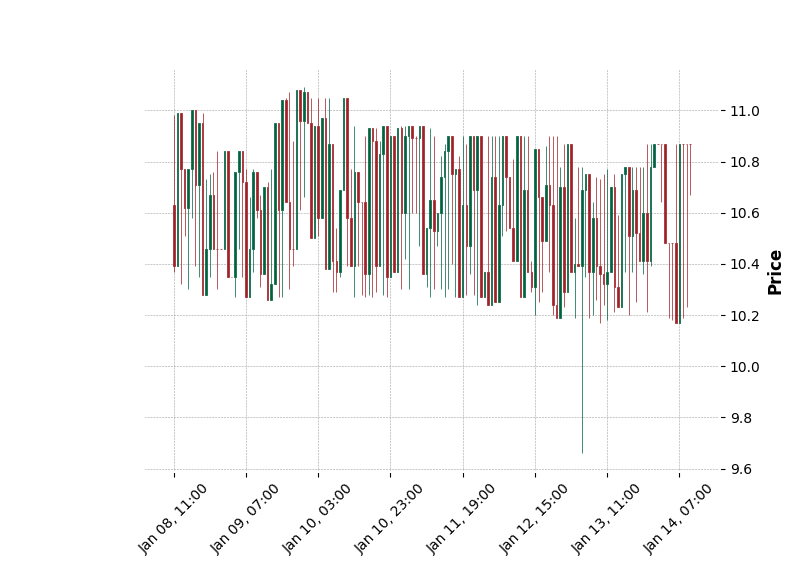 11.0
10.8
10.6
10.4
10.2
10.0
9.8
9.6
Price
Jan 08, 11:00
Jan 09, 07:00
Jan 10, 03:00
Jan 10, 23:00
Jan 11, 19:00
Jan 12, 15:00
Jan 13, 11:00
Jan 14, 07:00